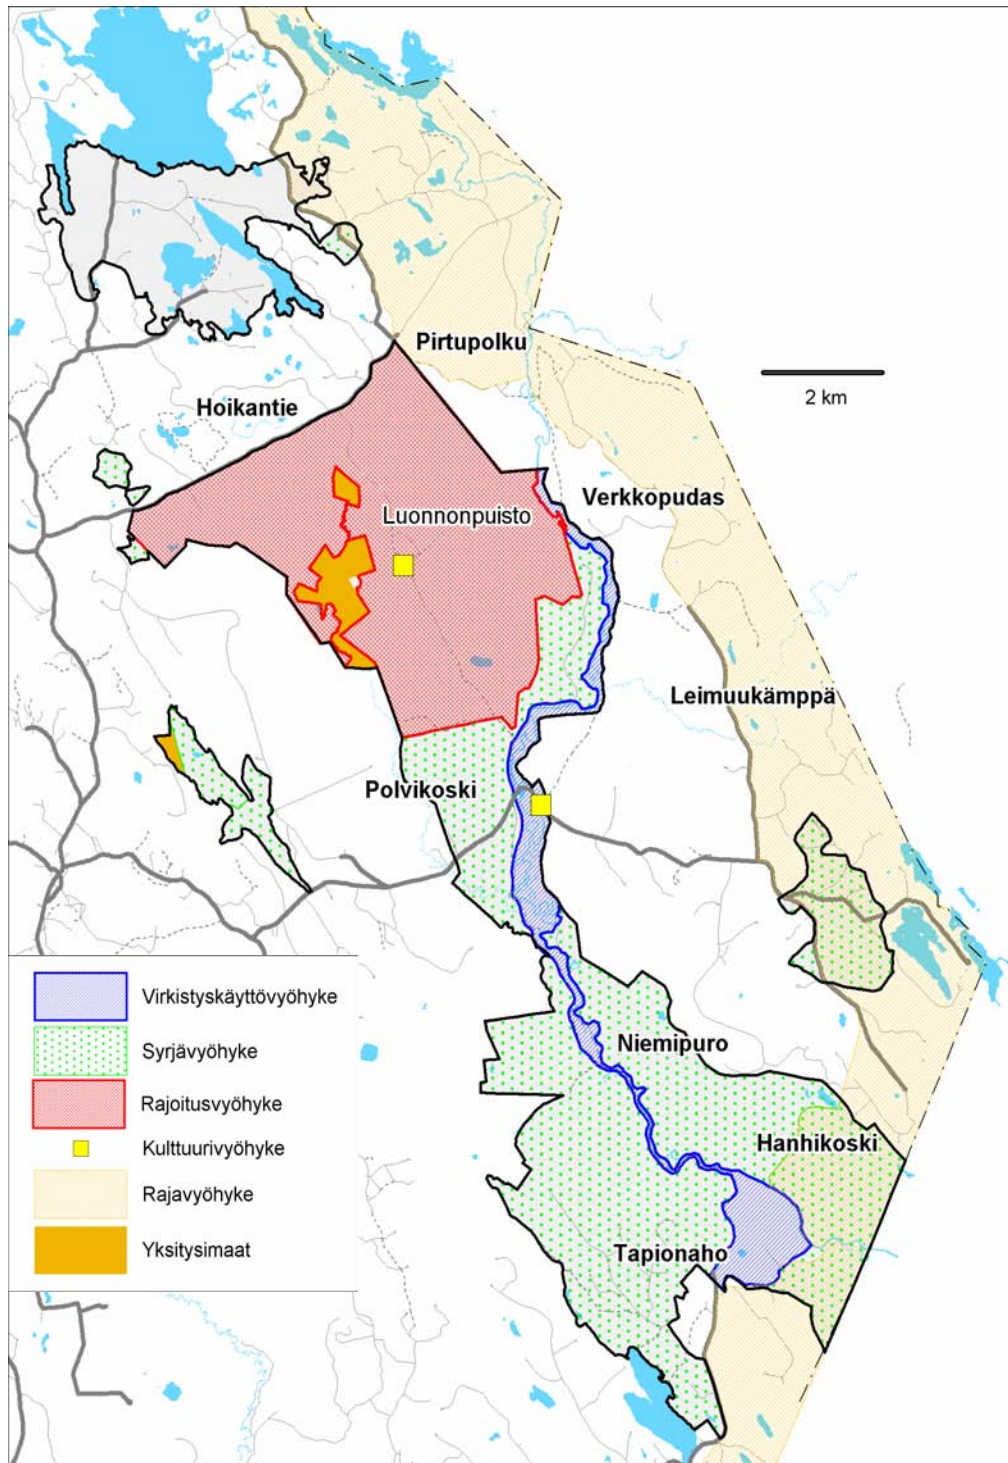 Pirtupolku
2 km
Hoikantie
Verkkopudas
Luonnonpuisto
Leimuukämppä
Polvikoski
Virkistyskäyttövyöhyke
Niemipuro
Syrjävyöhyke
Rajoitusvyöhyke
Kulttuurivyöhyke
Hanhikoski
Rajavyöhyke
Yksitysimaat
Tapionaho